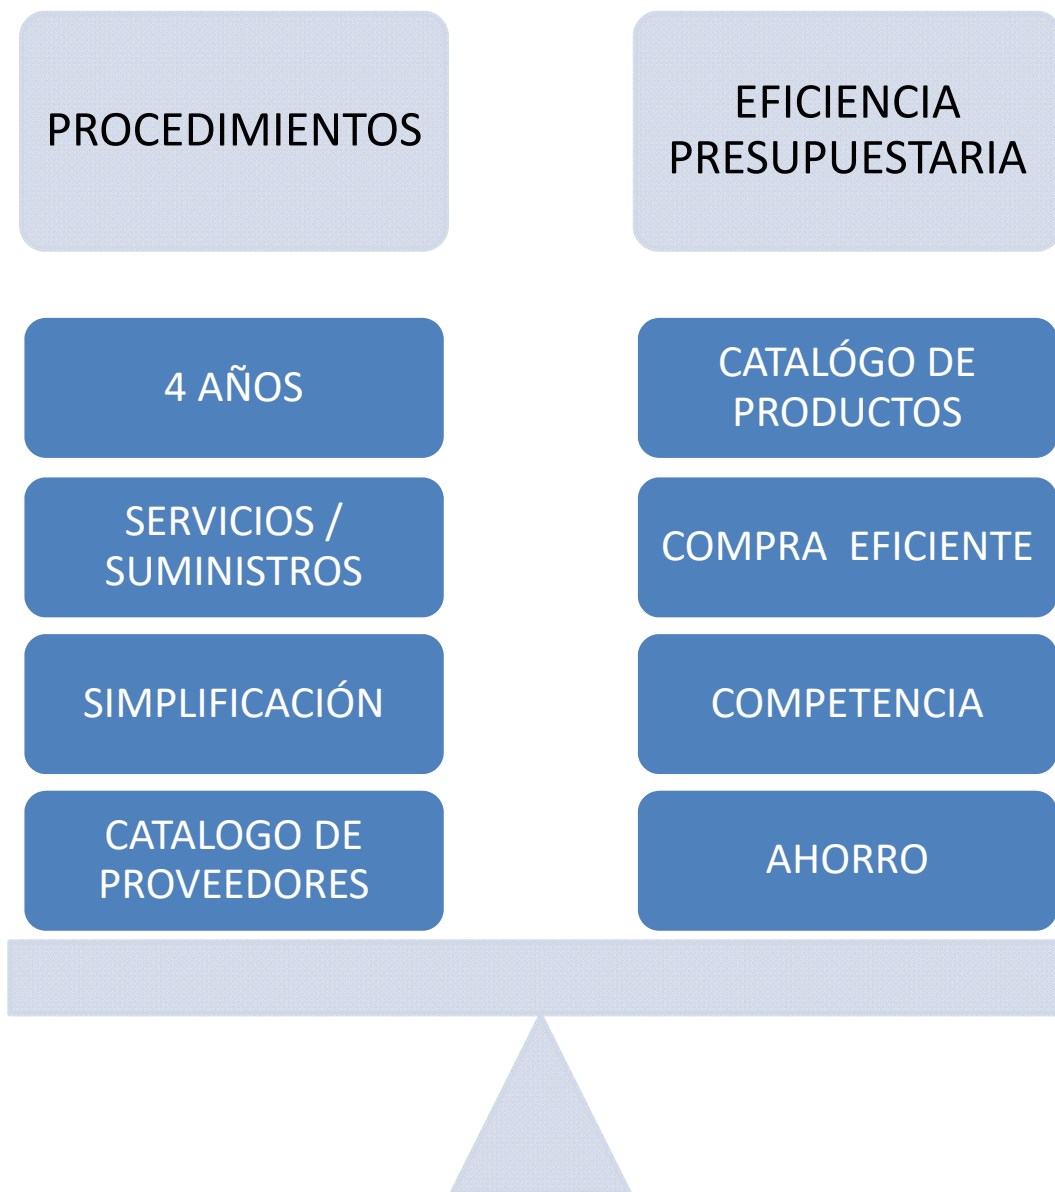 PROCEDIMIENTOS
4 AÑOS
SERVICIOS /
SUMINISTROS
SIMPLIFICACIÓN
CATALOGO DE
PROVEEDORES
EFICIENCIA
PRESUPUESTARIA
CATALÓGO DE
PRODUCTOS
COMPRA EFICIENTE
COMPETENCIA
AHORRO